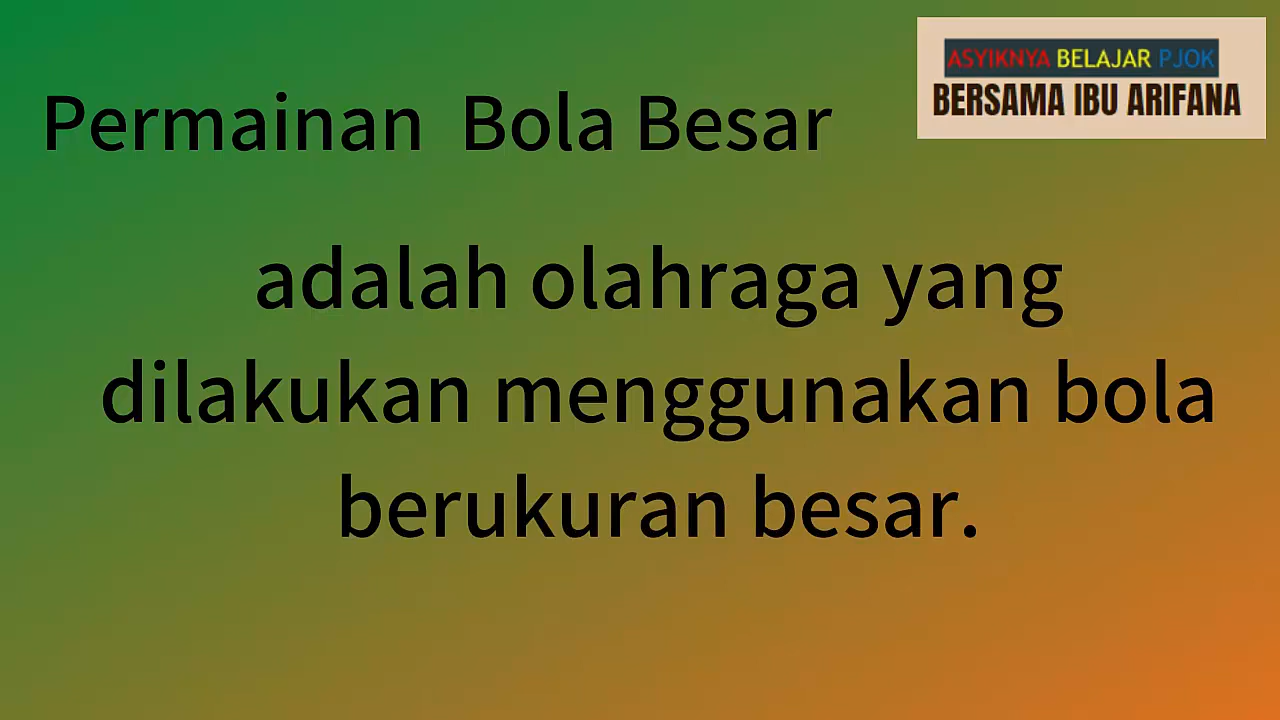 ASYIKNYA BELAJAR PJOK
BERSAMA IBU ARIFANA
Permainan Bola Besar
adalah olahraga yang
dilakukan menggunakan bola
berukuran besar.